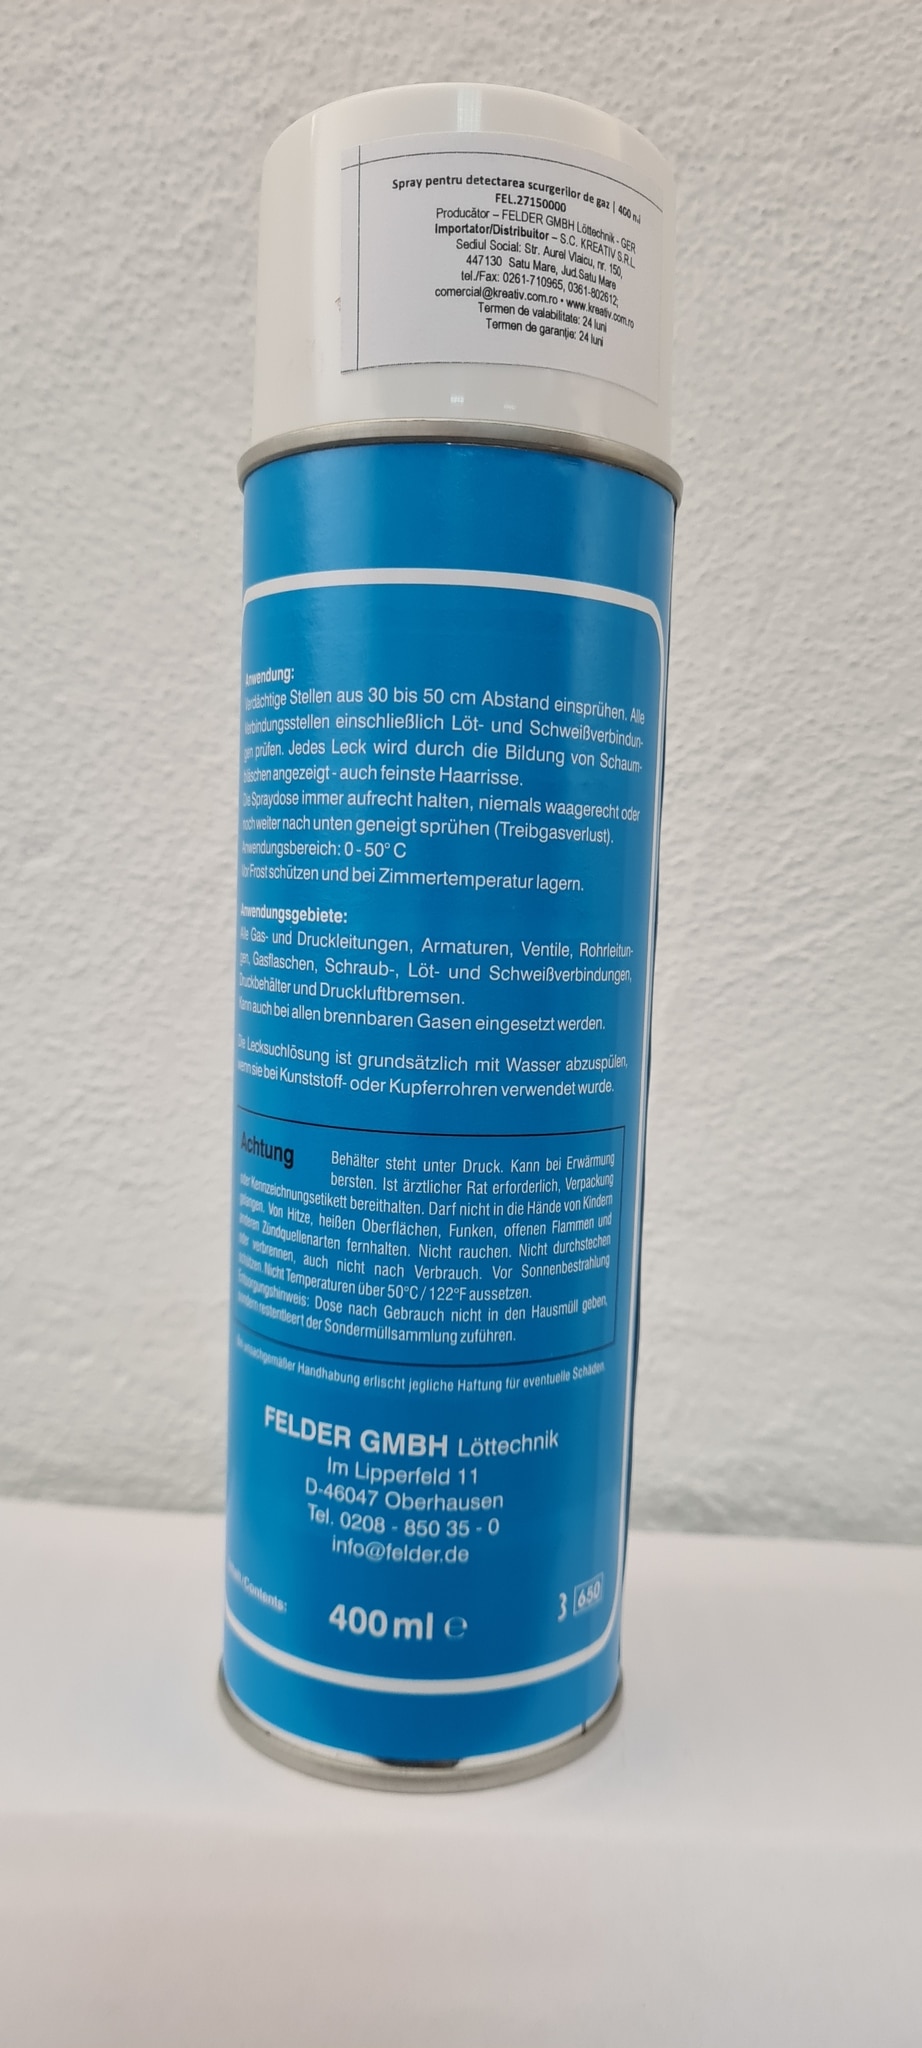 Spray pentru detectarea scurgerilor de gaz | 400 ml
FEL.27150000
Producător – FELDER GMBH Löttechnik - GER
Importator/Distribuitor – S.C. KREATIV S.R.L.
Sediul Social: Str. Aurel Vlaicu, nr. 150,
447130 Satu Mare, Jud.Satu Mare
tel./Fax: 0261-710965, 0361-802612;
comercial@kreativ.com.ro • www.kreativ.com.ro
Termen de valabilitate: 24 luni
Termen de garanție: 24 luni
Anwendung:
Verdächtige Stellen aus 30 bis 50 cm Abstand einsprühen. Alle
Verbindungsstellen einschließlich Löt- und Schweißverbindun-
gen prüfen. Jedes Leck wird durch die Bildung von Schaum-
bläschen angezeigt - auch feinste Haarrisse.
Die Spraydose immer aufrecht halten, niemals waagerecht oder
noch weiter nach unten geneigt sprühen (Treibgasverlust).
Anwendungsbereich: 0 - 50° C
Vor Frost schützen und bei Zimmertemperatur lagern.
Anwendungsgebiete:
Alle Gas- und Druckleitungen, Armaturen, Ventile, Rohrleitun-
gen, Gasflaschen, Schraub-, Löt- und Schweißverbindungen,
Druckbehälter und Druckluftbremsen.
Kann auch bei allen brennbaren Gasen eingesetzt werden.
Die Lecksuchlösung ist grundsätzlich mit Wasser abzuspülen,
wenn sie bei Kunststoff- oder Kupferrohren verwendet wurde.
Achtung Behälter steht unter Druck. Kann bei Erwärmung
bersten. Ist ärztlicher Rat erforderlich, Verpackung
oder Kennzeichnungsetikett bereithalten. Darf nicht in die Hände von Kindern
gelangen. Von Hitze, heißen Oberflächen, Funken, offenen Flammen und
anderen Zündquellenarten fernhalten. Nicht rauchen. Nicht durchstechen
oder verbrennen, auch nicht nach Verbrauch. Vor Sonnenbestrahlung
schützen. Nicht Temperaturen über 50°C / 122°F aussetzen.
Entsorgungshinweis: Dose nach Gebrauch nicht in den Hausmüll geben,
sondern restentleert der Sondermüllsammlung zuführen.
Bei unsachgemäßer Handhabung erlischt jegliche Haftung für eventuelle Schäden.
FELDER GMBH Löttechnik
Im Lipperfeld 11
D-46047 Oberhausen
Tel. 0208 - 850 35 - 0
info@felder.de
Inhalt/Contents:
400 ml ℮
3 650